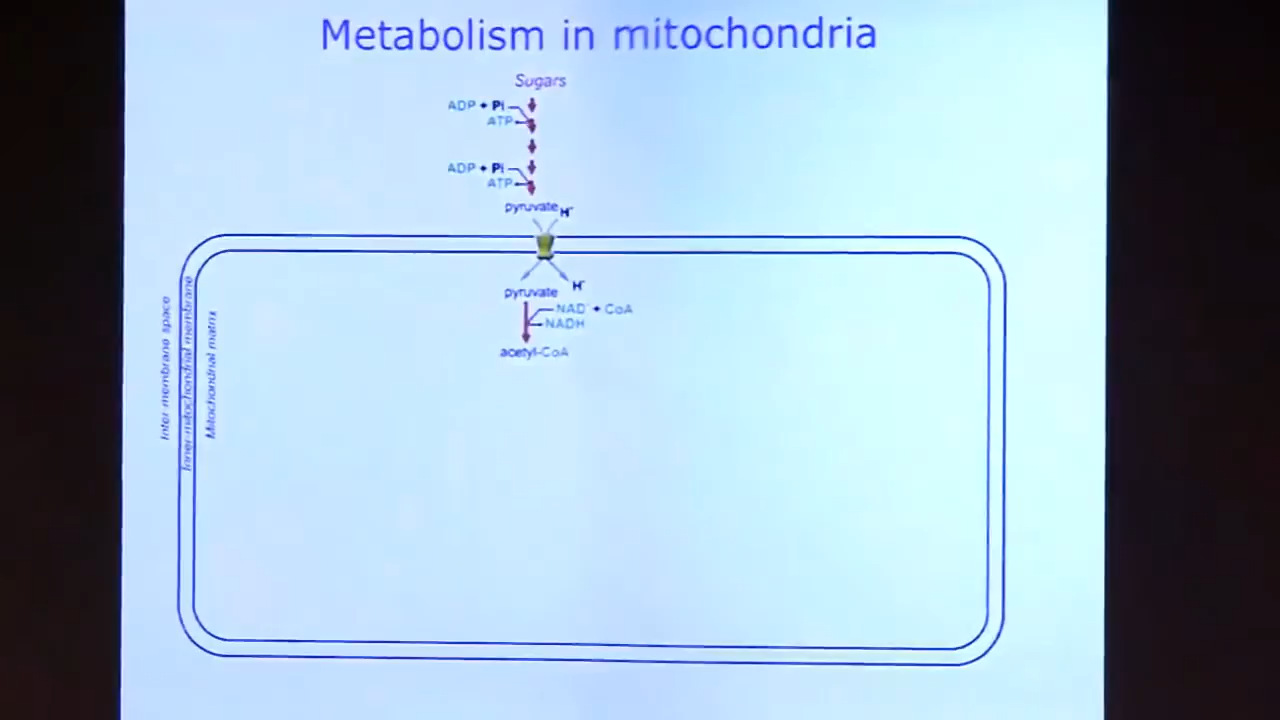 Metabolism in mitochondria
Sugars
ADP + Pi
ATP
ADP + Pi
ATP
pyruvate H⁺
pyruvate H⁺
NAD⁺ + CoA
NADH
acetyl-CoA
Inter membrane space
Inner-mitochondrial membrane
Mitochondrial matrix